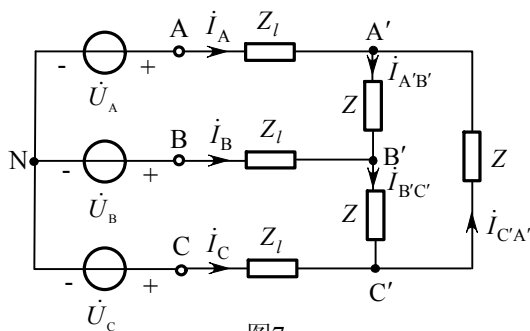 A İ_A Z_l A′
- + İ_A′B′
U̇_A Z
B İ_B Z_l B′ Z
N
- + İ_B′C′
U̇_B Z
C İ_C Z_l İ_C′A′
- + C′
U̇_C
图7